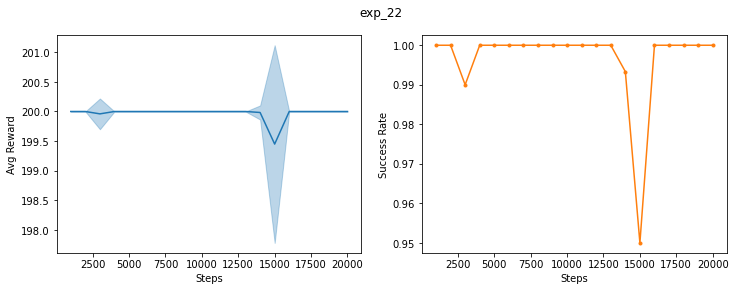 exp_22
Avg Reward
201.0
200.5
200.0
199.5
199.0
198.5
198.0
2500 5000 7500 10000 12500 15000 17500 20000
Steps
Success Rate
1.00
0.99
0.98
0.97
0.96
0.95
2500 5000 7500 10000 12500 15000 17500 20000
Steps